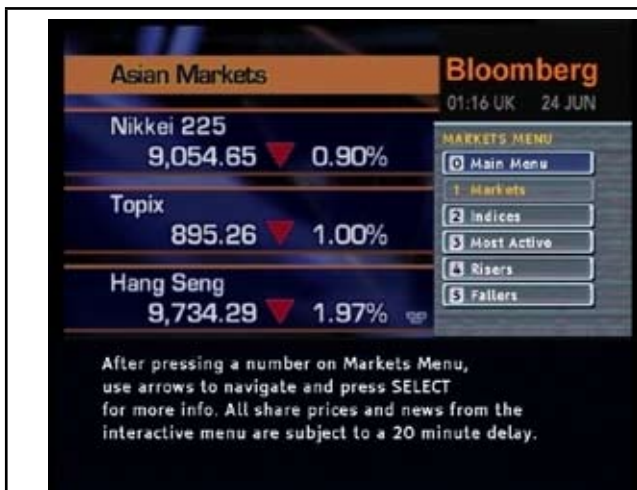 Asian Markets
Nikkei 225
9,054.65 0.90%
Topix
895.26 1.00%
Hang Seng
9,734.29 1.97%
Bloomberg
01:16 UK 24 JUN
MARKETS MENU
0 Main Menu
1 Markets
2 Indices
3 Most Active
4 Risers
5 Fallers
After pressing a number on Markets Menu,
use arrows to navigate and press SELECT
for more info. All share prices and news from the
interactive menu are subject to a 20 minute delay.